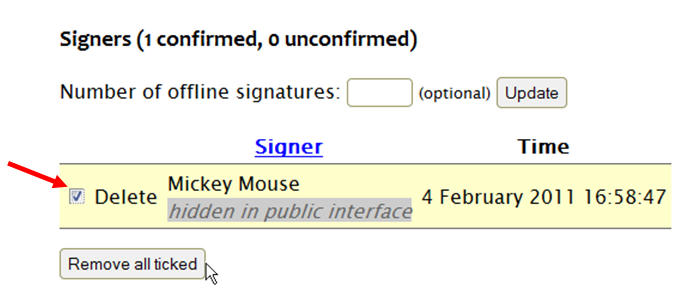 Signers (1 confirmed, 0 unconfirmed)
Number of offline signatures: (optional) Update
Signer Time
Delete Mickey Mouse 4 February 2011 16:58:47
hidden in public interface
Remove all ticked